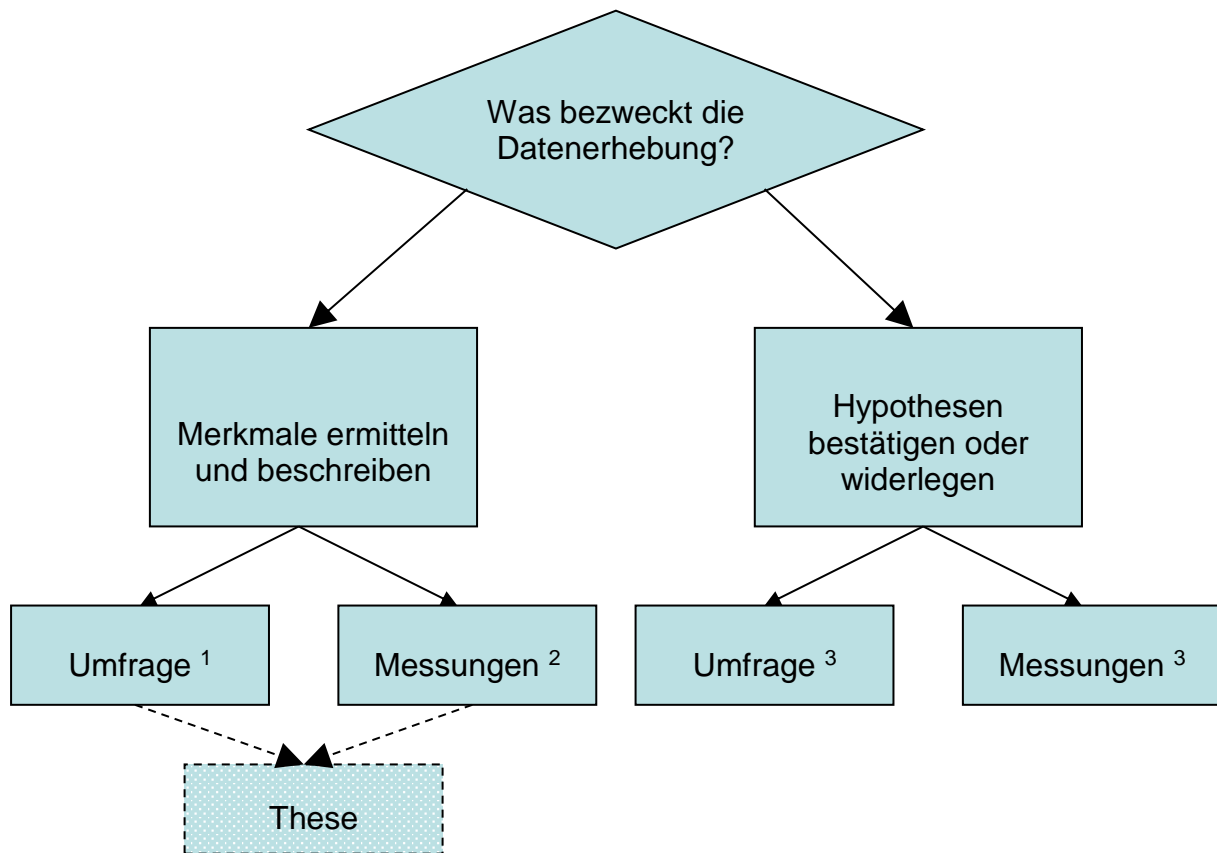 Was bezweckt die
Datenerhebung?
Merkmale ermitteln
und beschreiben
Hypothesen
bestätigen oder
widerlegen
Umfrage ¹
Messungen ²
Umfrage ³
Messungen ³
These